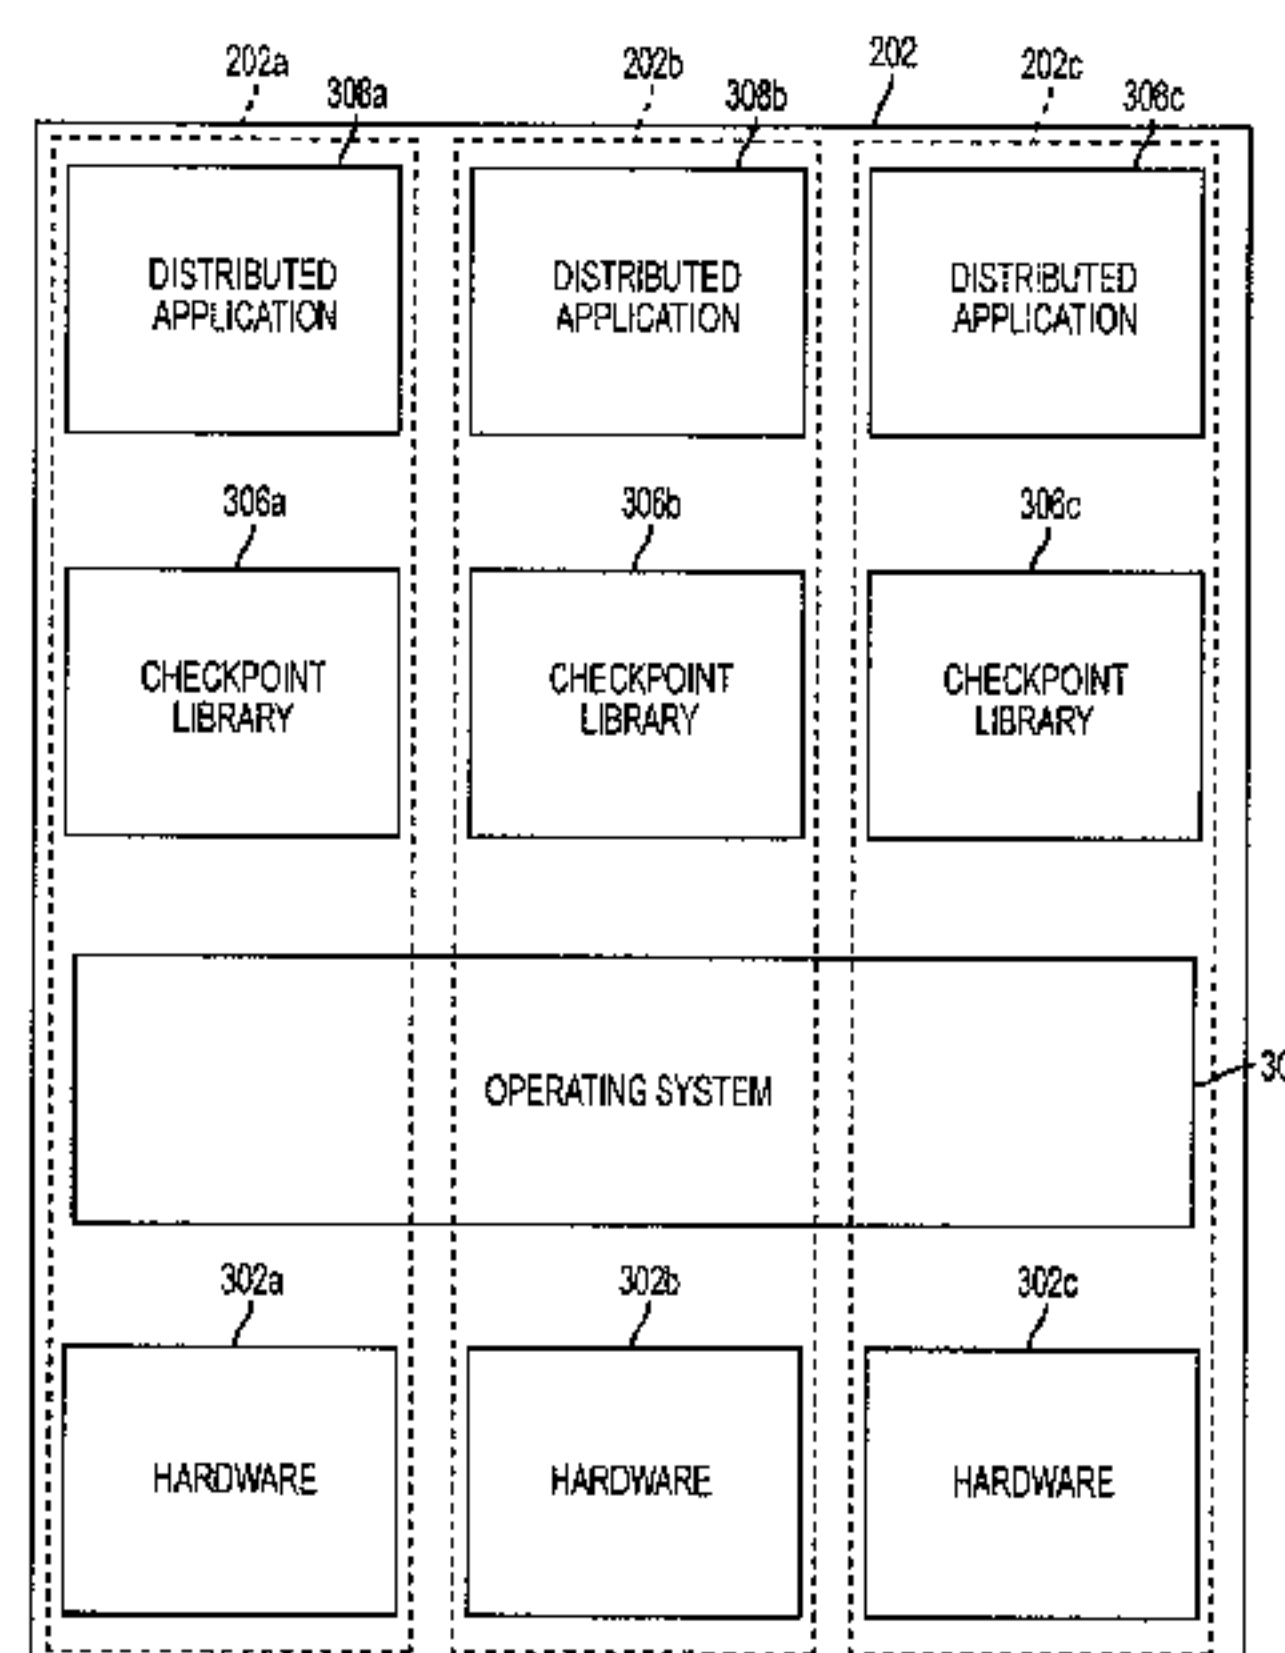 202a
308a
202b
308b
202
202c
308c
DISTRIBUTED
APPLICATION
DISTRIBUTED
APPLICATION
DISTRIBUTED
APPLICATION
306a
306b
306c
CHECKPOINT
LIBRARY
CHECKPOINT
LIBRARY
CHECKPOINT
LIBRARY
OPERATING SYSTEM
302a
302b
302c
HARDWARE
HARDWARE
HARDWARE